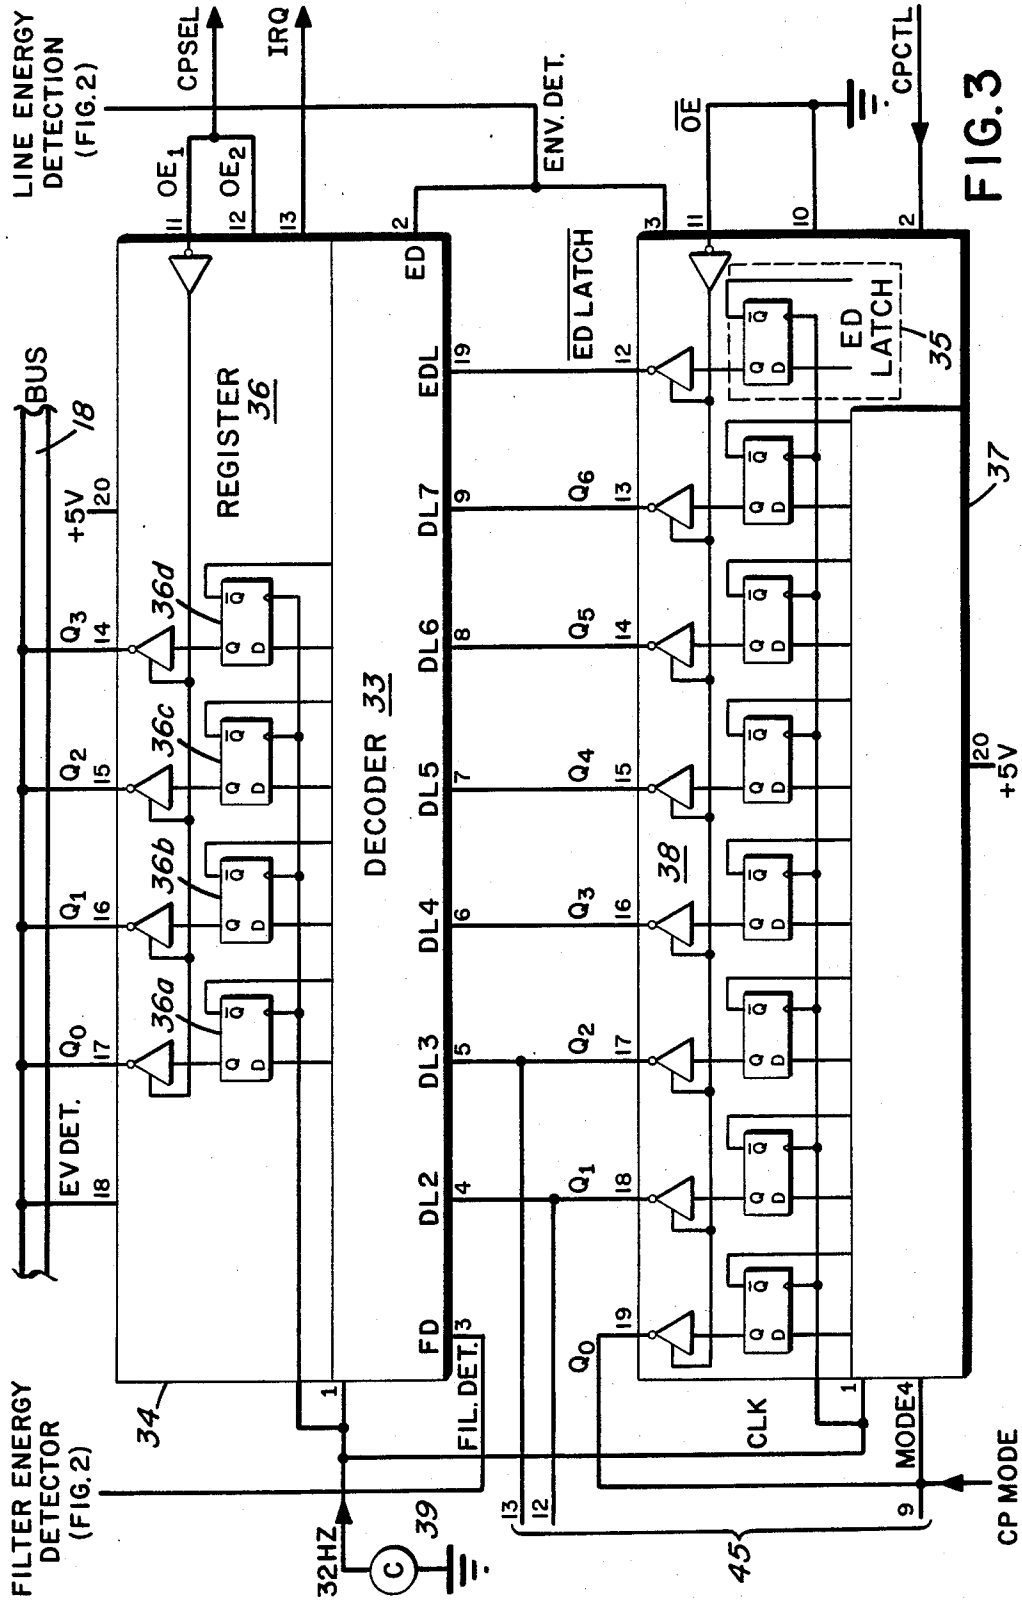 LINE ENERGY
DETECTION
(FIG.2)
CPSEL
IRQ
CPCTL
FIG.3
OE1
OE2
11
12
13
ENV. DET.
2
ED
OE
3
11
10
2
BUS
18
+5V
20
REGISTER
36
EDL
19
ED LATCH
12
Q
Q
D
ED
LATCH
35
37
DL7
9
Q6
13
Q
Q
D
Q3
14
36d
Q
Q
D
DL6
8
Q5
14
Q
Q
D
Q2
15
36c
Q
Q
D
DECODER 33
DL5
7
Q4
15
Q
Q
D
20
+5V
Q1
16
36b
Q
Q
D
DL4
6
Q3
16
38
Q
Q
D
Q0
17
36a
Q
Q
D
DL3
5
Q2
17
Q
Q
D
EV DET.
18
DL2
4
Q1
18
Q
Q
D
FD
3
FIL. DET.
Q0
19
Q
Q
D
34
1
CLK
1
MODE4
FILTER ENERGY
DETECTOR
(FIG.2)
32HZ
C
39
13
12
9
45
CP MODE